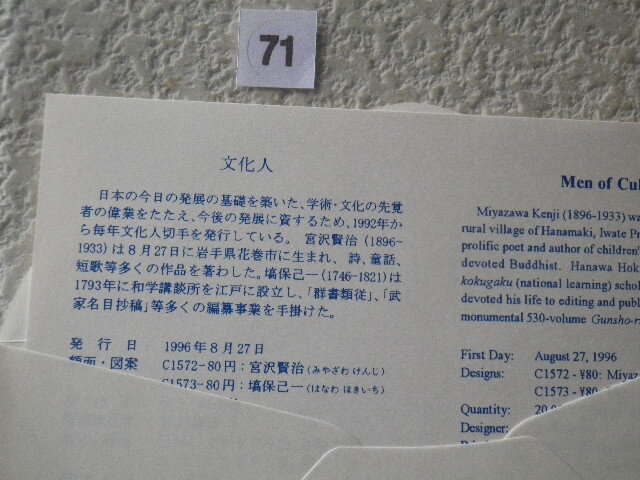 71
文化人
日本の今日の発展の基礎を築いた、学術・文化の先覚
者の偉業をたたえ、今後の発展に資するため、1992年か
ら毎年文化人切手を発行している。宮沢賢治(1896-
1933)は8月27日に岩手県花巻市に生まれ、詩、童話、
短歌等多くの作品を著わした。塙保己一(1746-1821)は
1793年に和学講談所を江戸に設立し、「群書類従」、「武
家名目抄稿」等多くの編纂事業を手掛けた。
発行日 1996年8月27日
額面・図案 C1572-80円:宮沢賢治(みやざわ けんじ)
C1573-80円:塙保己一(はなわ ほきいち)
Men of Cul
Miyazawa Kenji (1896-1933) wa
rural village of Hanamaki, Iwate Pr
prolific poet and author of children'
devoted Buddhist. Hanawa Hok
kokugaku (national learning) schol
devoted his life to editing and publ
monumental 530-volume Gunsho-r
First Day: August 27, 1996
Designs: C1572 - ¥80: Miyaz
C1573 - ¥80:
Quantity: 20
Designer: